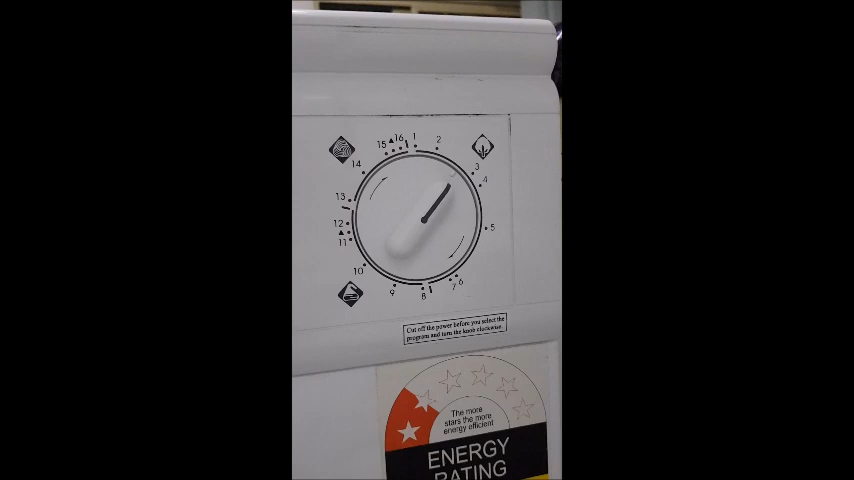 15 16 1 2
3
14
4
13
12
5
11
10
6
7
9
8
Cut off the power before you select the
program and turn the knob clockwise.
The more
stars the more
energy efficient
ENERGY
RATING